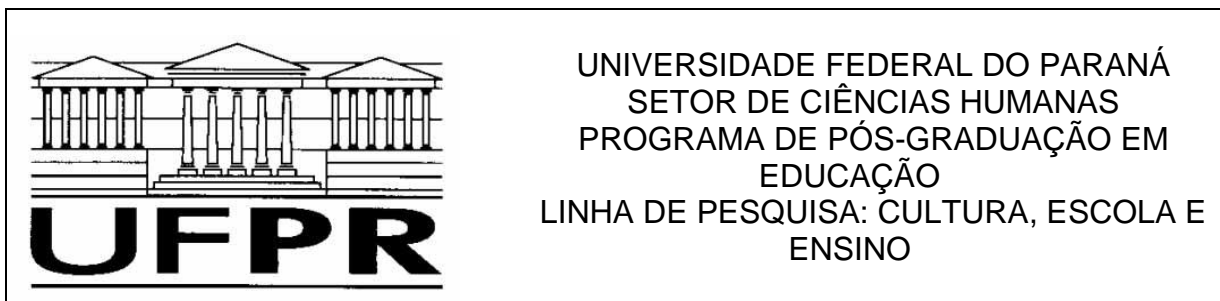 UFPR
UNIVERSIDADE FEDERAL DO PARANÁ
SETOR DE CIÊNCIAS HUMANAS
PROGRAMA DE PÓS-GRADUAÇÃO EM
EDUCAÇÃO
LINHA DE PESQUISA: CULTURA, ESCOLA E
ENSINO